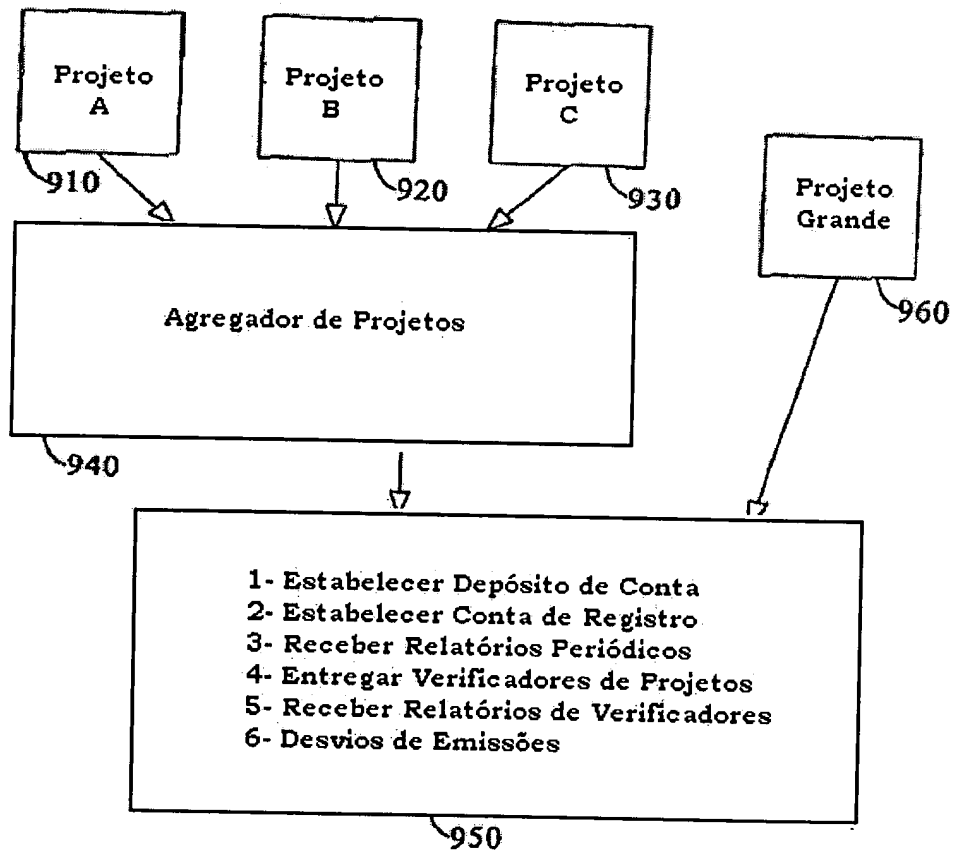 Projeto
A
Projeto
B
Projeto
C
910
920
930
Projeto
Grande
960
Agregador de Projetos
940
1- Estabelecer Depósito de Conta
2- Estabelecer Conta de Registro
3- Receber Relatórios Periódicos
4- Entregar Verificadores de Projetos
5- Receber Relatórios de Verificadores
6- Desvios de Emissões
950